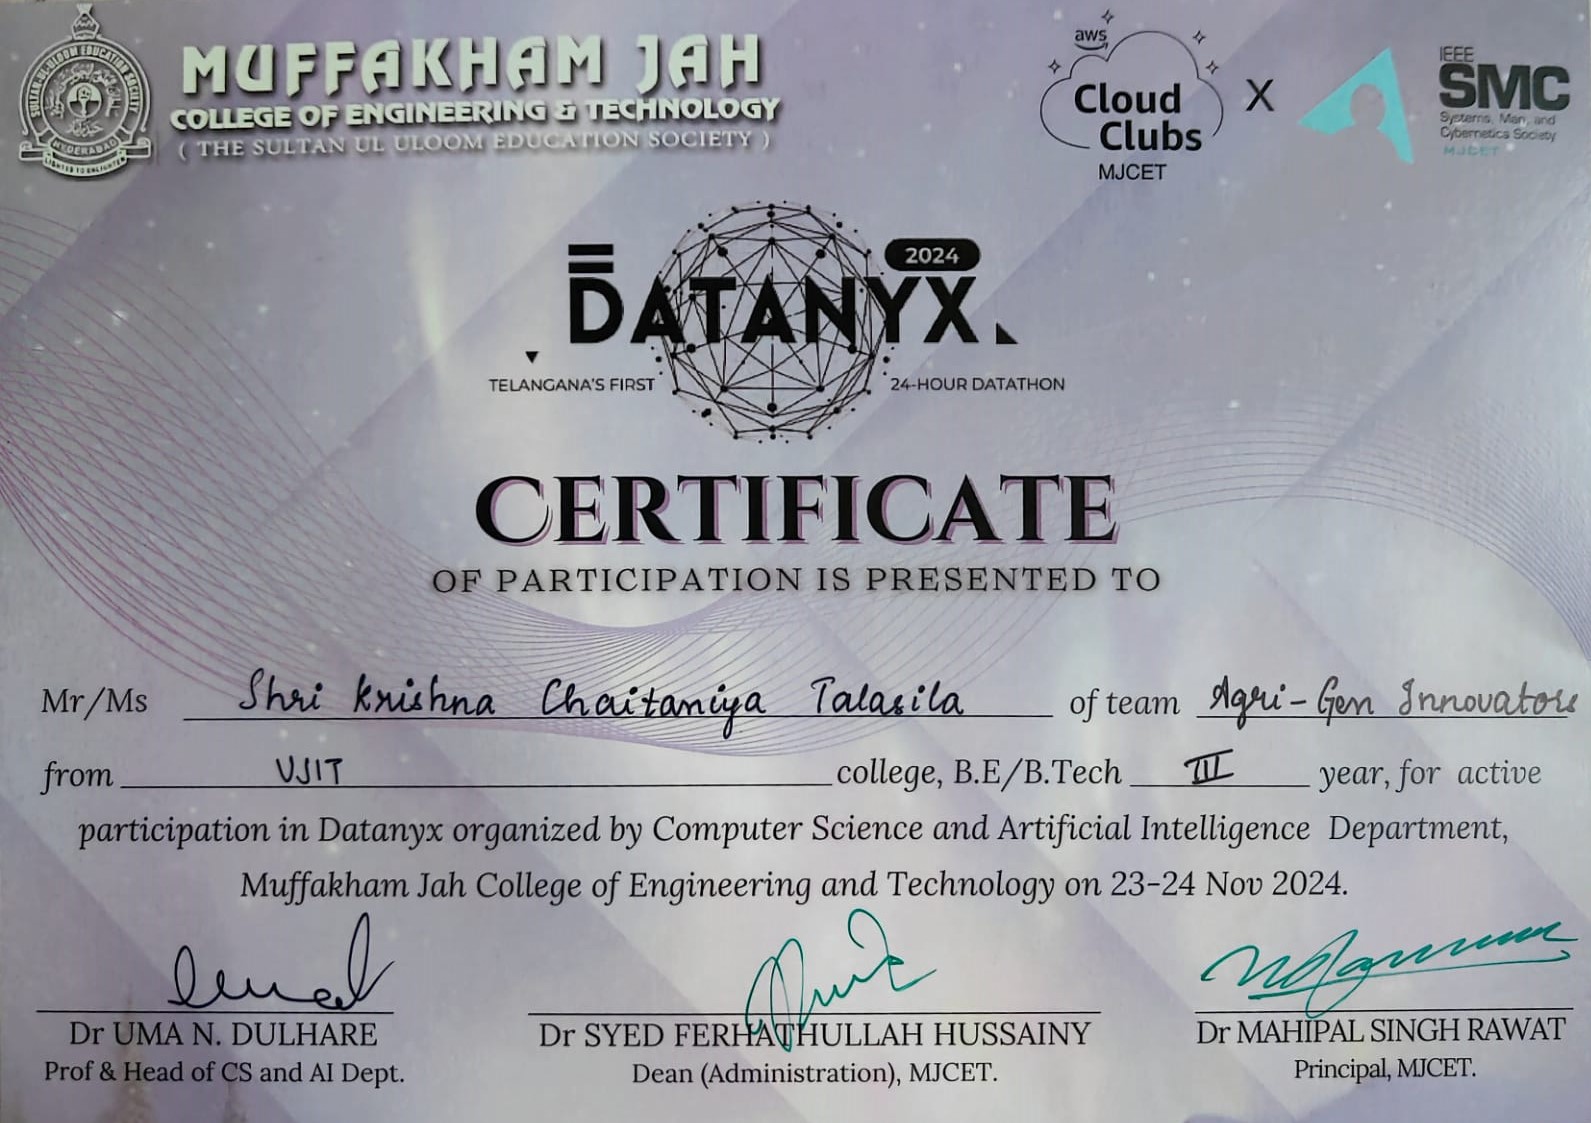 MUFFAKHAM JAH
COLLEGE OF ENGINEERING & TECHNOLOGY
( THE SULTAN UL ULOOM EDUCATION SOCIETY )
SULTAN-UL-ULOOM EDUCATION SOCIETY
HYDERABAD
aws
Cloud
Clubs
MJCET
X
IEEE
SMC
Systems, Man, and
Cybernetics Society
MJCET
2024
DATANYX
TELANGANA'S FIRST 24-HOUR DATATHON
CERTIFICATE
OF PARTICIPATION IS PRESENTED TO
Mr/Ms Shri Krishna Chaitaniya Talasila of team Agri-Gen Innovators
from VJIT college, B.E/B.Tech III year, for active
participation in Datanyx organized by Computer Science and Artificial Intelligence Department,
Muffakham Jah College of Engineering and Technology on 23-24 Nov 2024.
Dr UMA N. DULHARE
Prof & Head of CS and AI Dept.
Dr SYED FERHATHULLAH HUSSAINY
Dean (Administration), MJCET.
Dr MAHIPAL SINGH RAWAT
Principal, MJCET.